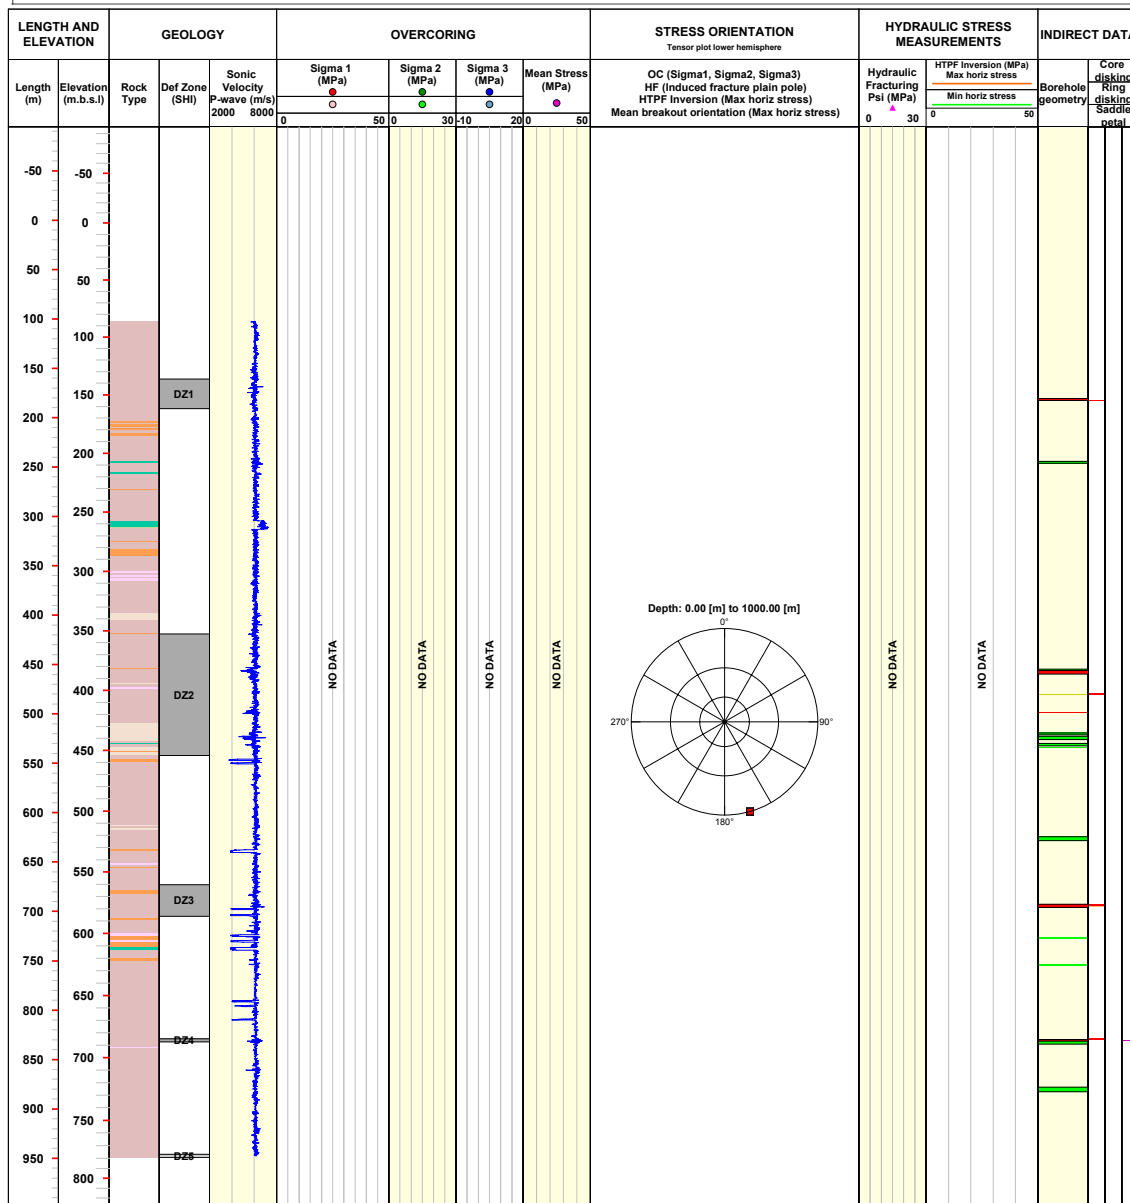 LENGTH AND
ELEVATION
GEOLOGY
OVERCORING
STRESS ORIENTATION
Tensor plot lower hemisphere
HYDRAULIC STRESS
MEASUREMENTS
INDIRECT DATA
Length
(m)
Elevation
(m.b.s.l)
Rock
Type
Def Zone
(SHI)
Sonic
Velocity
P-wave (m/s)
2000 8000
Sigma 1
(MPa)
0 50
Sigma 2
(MPa)
0 30
Sigma 3
(MPa)
-10 20
Mean Stress
(MPa)
0 50
OC (Sigma1, Sigma2, Sigma3)
HF (Induced fracture plain pole)
HTPF Inversion (Max horiz stress)
Mean breakout orientation (Max horiz stress)
Hydraulic
Fracturing
Psi (MPa)
0 30
HTPF Inversion (MPa)
Max horiz stress
Min horiz stress
0 50
Borehole
geometry
Core
disking
Ring
disking
Saddle
petal
-50
0
50
100
150
200
250
300
350
400
450
500
550
600
650
700
750
800
850
900
950
-50
0
50
100
150
200
250
300
350
400
450
500
550
600
650
700
750
800
DZ1
DZ2
DZ3
DZ4
DZ5
NO DATA
NO DATA
NO DATA
NO DATA
Depth: 0.00 [m] to 1000.00 [m]
0°
270°
90°
180°
NO DATA
NO DATA